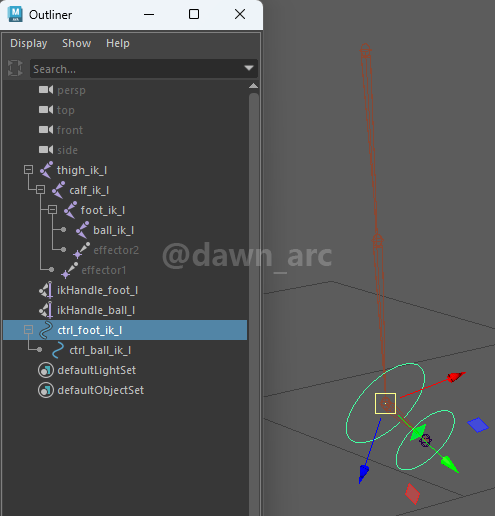 Outliner
Display Show Help
Search...
persp
top
front
side
thigh_ik_l
calf_ik_l
foot_ik_l
ball_ik_l
effector2
effector1
ikHandle_foot_l
ikHandle_ball_l
ctrl_foot_ik_l
ctrl_ball_ik_l
defaultLightSet
defaultObjectSet
@dawn_arc